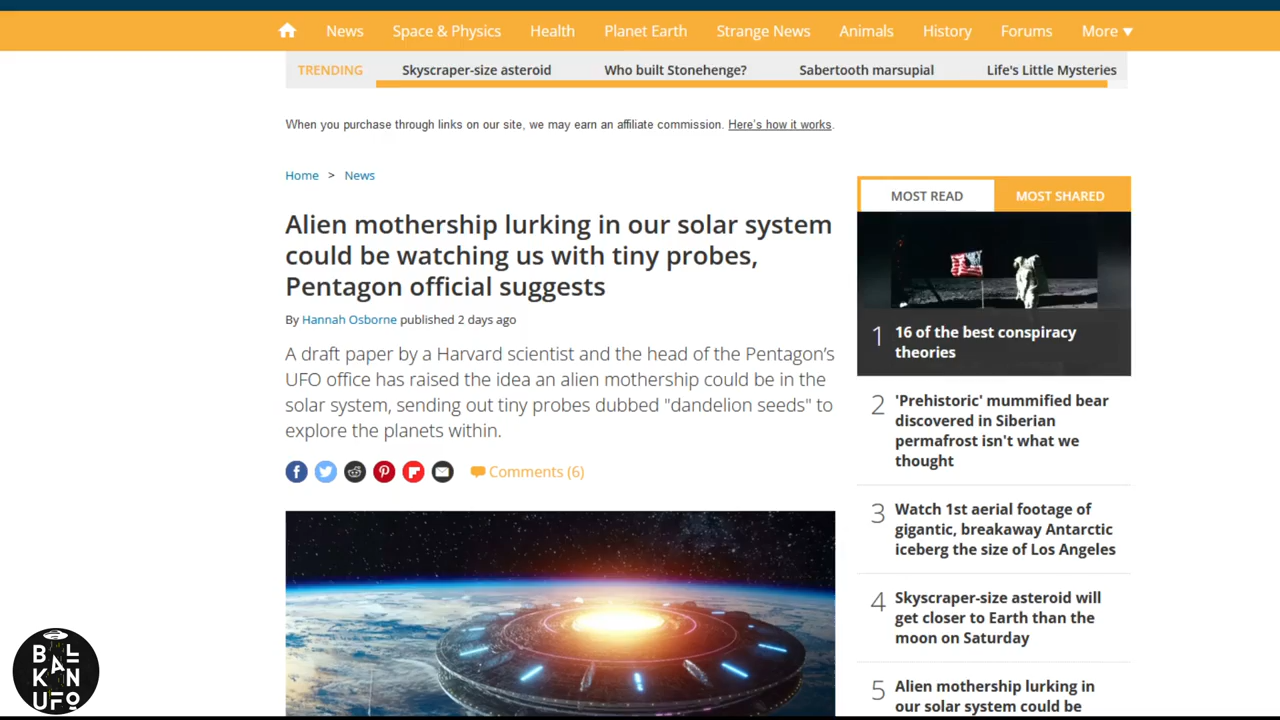 News Space & Physics Health Planet Earth Strange News Animals History Forums More
TRENDING Skyscraper-size asteroid Who built Stonehenge? Sabertooth marsupial Life's Little Mysteries
When you purchase through links on our site, we may earn an affiliate commission. Here's how it works.
Home > News
Alien mothership lurking in our solar system
could be watching us with tiny probes,
Pentagon official suggests
By Hannah Osborne published 2 days ago
A draft paper by a Harvard scientist and the head of the Pentagon's
UFO office has raised the idea an alien mothership could be in the
solar system, sending out tiny probes dubbed "dandelion seeds" to
explore the planets within.
Comments (6)
MOST READ MOST SHARED
1 16 of the best conspiracy
theories
2 'Prehistoric' mummified bear
discovered in Siberian
permafrost isn't what we
thought
3 Watch 1st aerial footage of
gigantic, breakaway Antarctic
iceberg the size of Los Angeles
4 Skyscraper-size asteroid will
get closer to Earth than the
moon on Saturday
5 Alien mothership lurking in
our solar system could be
BALKAN UFO